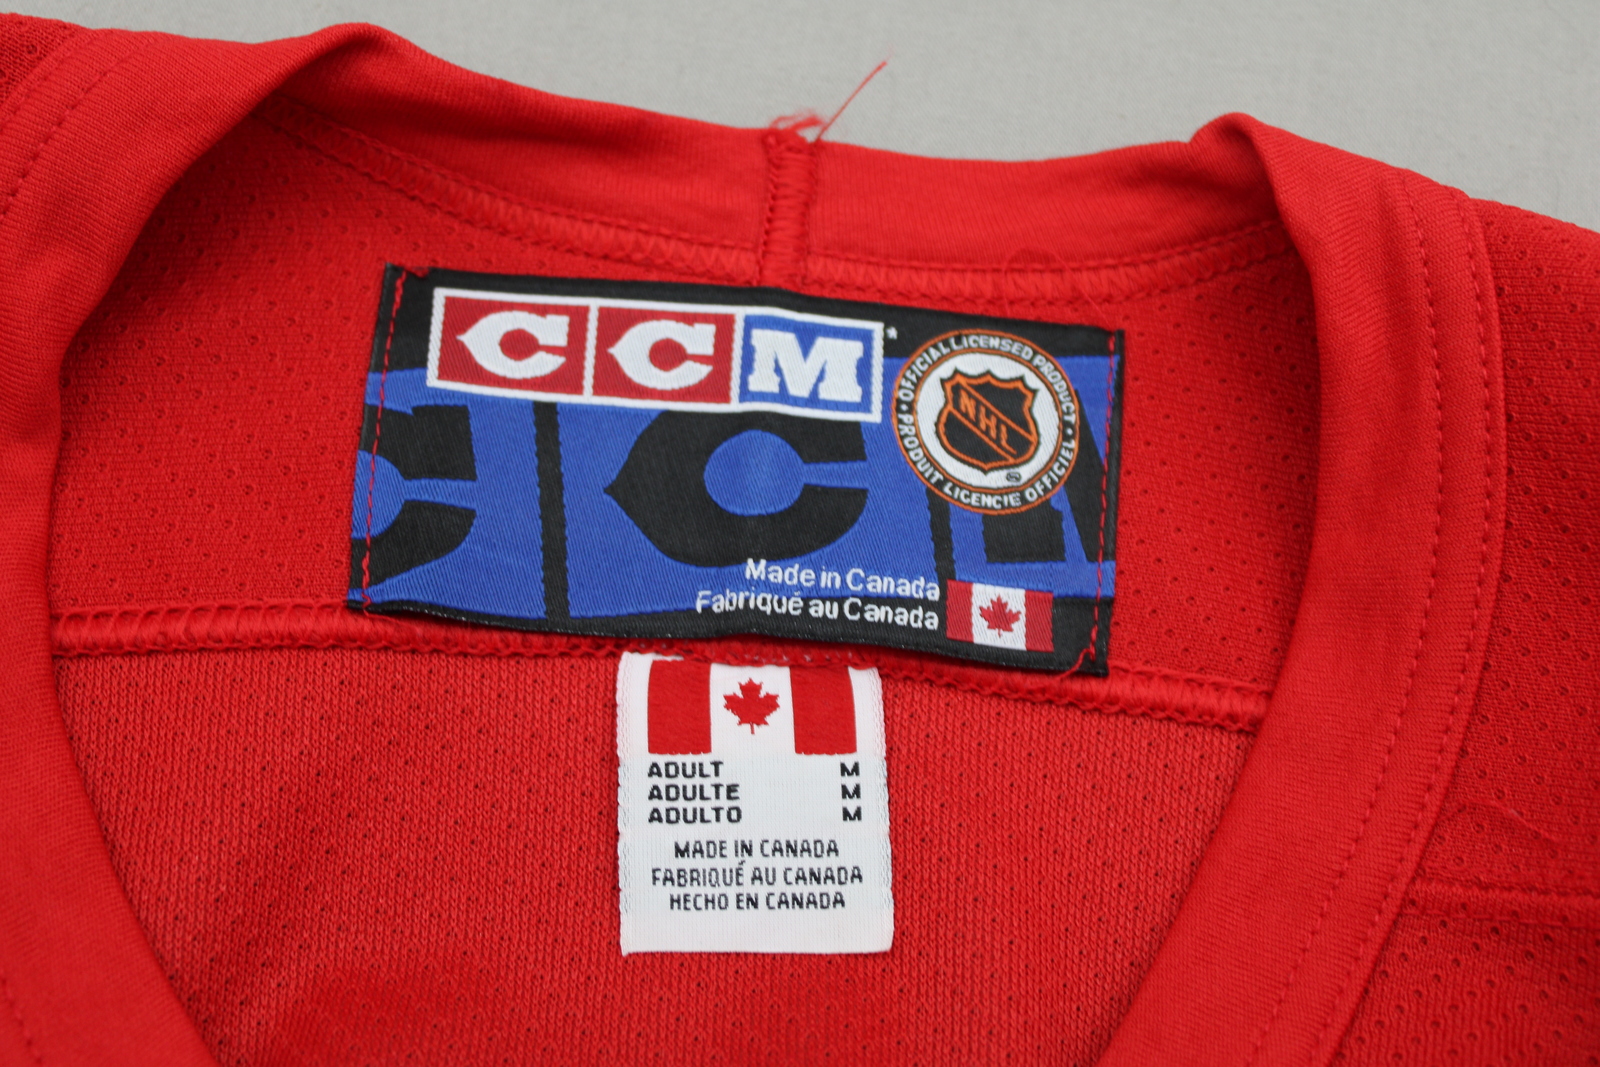 CCM*
OFFICIAL LICENSED PRODUCT
NHL
PRODUIT LICENCIE OFFICIEL
Made in Canada
Fabriqué au Canada
ADULT M
ADULTE M
ADULTO M
MADE IN CANADA
FABRIQUÉ AU CANADA
HECHO EN CANADA